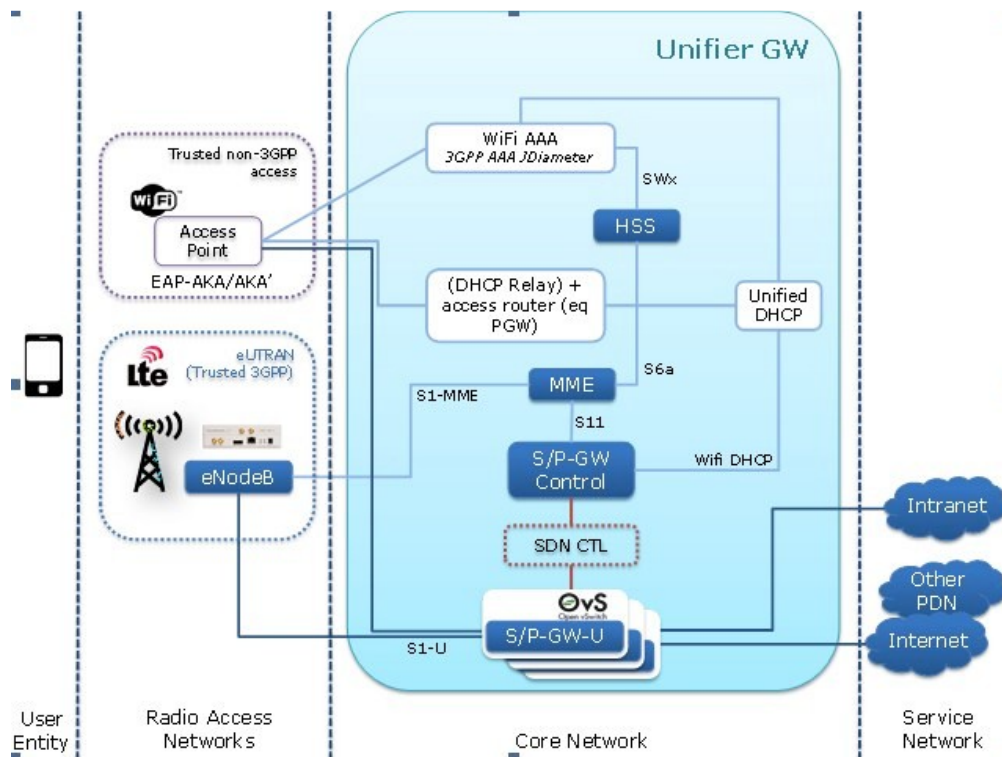 Unifier GW
WiFi AAA
3GPP AAA JDiameter
Trusted non-3GPP
access
WiFi
Access
Point
EAP-AKA/AKA’
SWx
HSS
(DHCP Relay) +
access router (eq
PGW)
Unified
DHCP
Lte
eUTRAN
(Trusted 3GPP)
S1-MME
MME
S6a
S11
eNodeB
S/P-GW
Control
Wifi DHCP
Intranet
SDN CTL
Other
PDN
OvS
Open vSwitch
S/P-GW-U
S1-U
Internet
User
Entity
Radio Access
Networks
Core Network
Service
Network